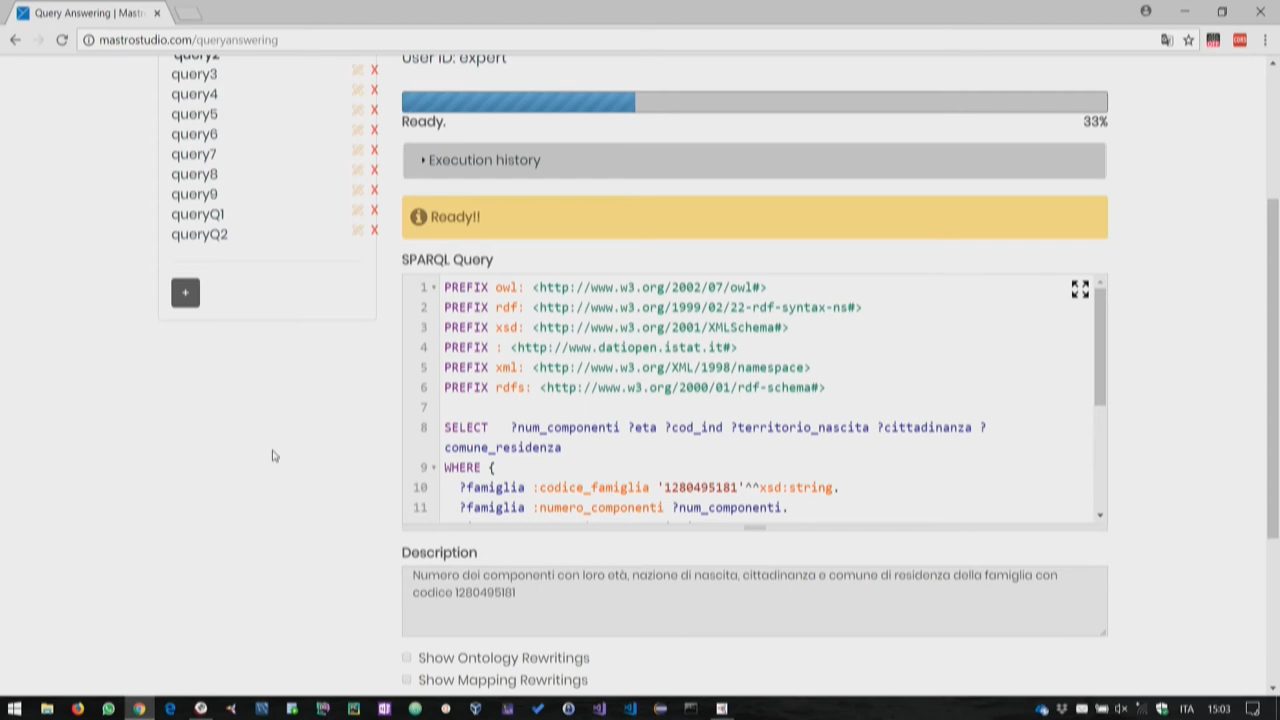 Query Answering | Mastr
mastrostudio.com/queryanswering
query2
query3
query4
query5
query6
query7
query8
query9
queryQ1
queryQ2
+
User ID: expert
Ready.
33%
Execution history
Ready!!
SPARQL Query
1 PREFIX owl: <http://www.w3.org/2002/07/owl#>
2 PREFIX rdf: <http://www.w3.org/1999/02/22-rdf-syntax-ns#>
3 PREFIX xsd: <http://www.w3.org/2001/XMLSchema#>
4 PREFIX : <http://www.datiopen.istat.it#>
5 PREFIX xml: <http://www.w3.org/XML/1998/namespace>
6 PREFIX rdfs: <http://www.w3.org/2000/01/rdf-schema#>
7
8 SELECT ?num_componenti ?eta ?cod_ind ?territorio_nascita ?cittadinanza ?
comune_residenza
9 WHERE {
10 ?famiglia :codice_famiglia '1280495181'^^xsd:string.
11 ?famiglia :numero_componenti ?num_componenti.
Description
Numero dei componenti con loro età, nazione di nascita, cittadinanza e comune di residenza della famiglia con
codice 1280495181
Show Ontology Rewritings
Show Mapping Rewritings
ITA 15:03